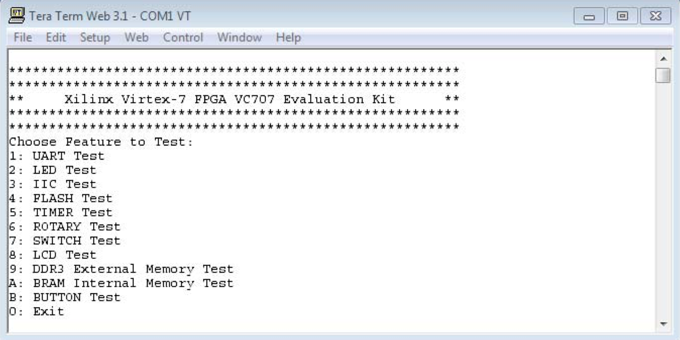 Tera Term Web 3.1 - COM1 VT
File Edit Setup Web Control Window Help
********************************************************
********************************************************
** Xilinx Virtex-7 FPGA VC707 Evaluation Kit **
********************************************************
********************************************************
Choose Feature to Test:
1: UART Test
2: LED Test
3: IIC Test
4: FLASH Test
5: TIMER Test
6: ROTARY Test
7: SWITCH Test
8: LCD Test
9: DDR3 External Memory Test
A: BRAM Internal Memory Test
B: BUTTON Test
0: Exit